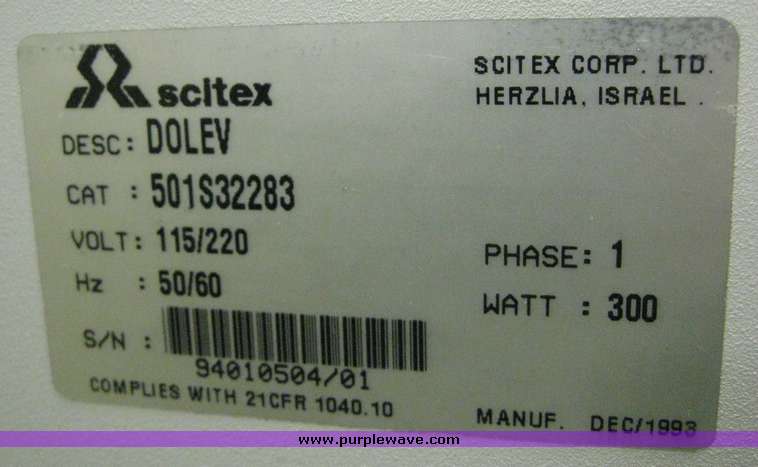 scitex
SCITEX CORP. LTD.
HERZLIA, ISRAEL .
DESC: DOLEV
CAT : 501S32283
VOLT: 115/220
PHASE: 1
Hz : 50/60
WATT : 300
S/N :
94010504/01
COMPLIES WITH 21CFR 1040.10
MANUF. DEC/1993
www.purplewave.com